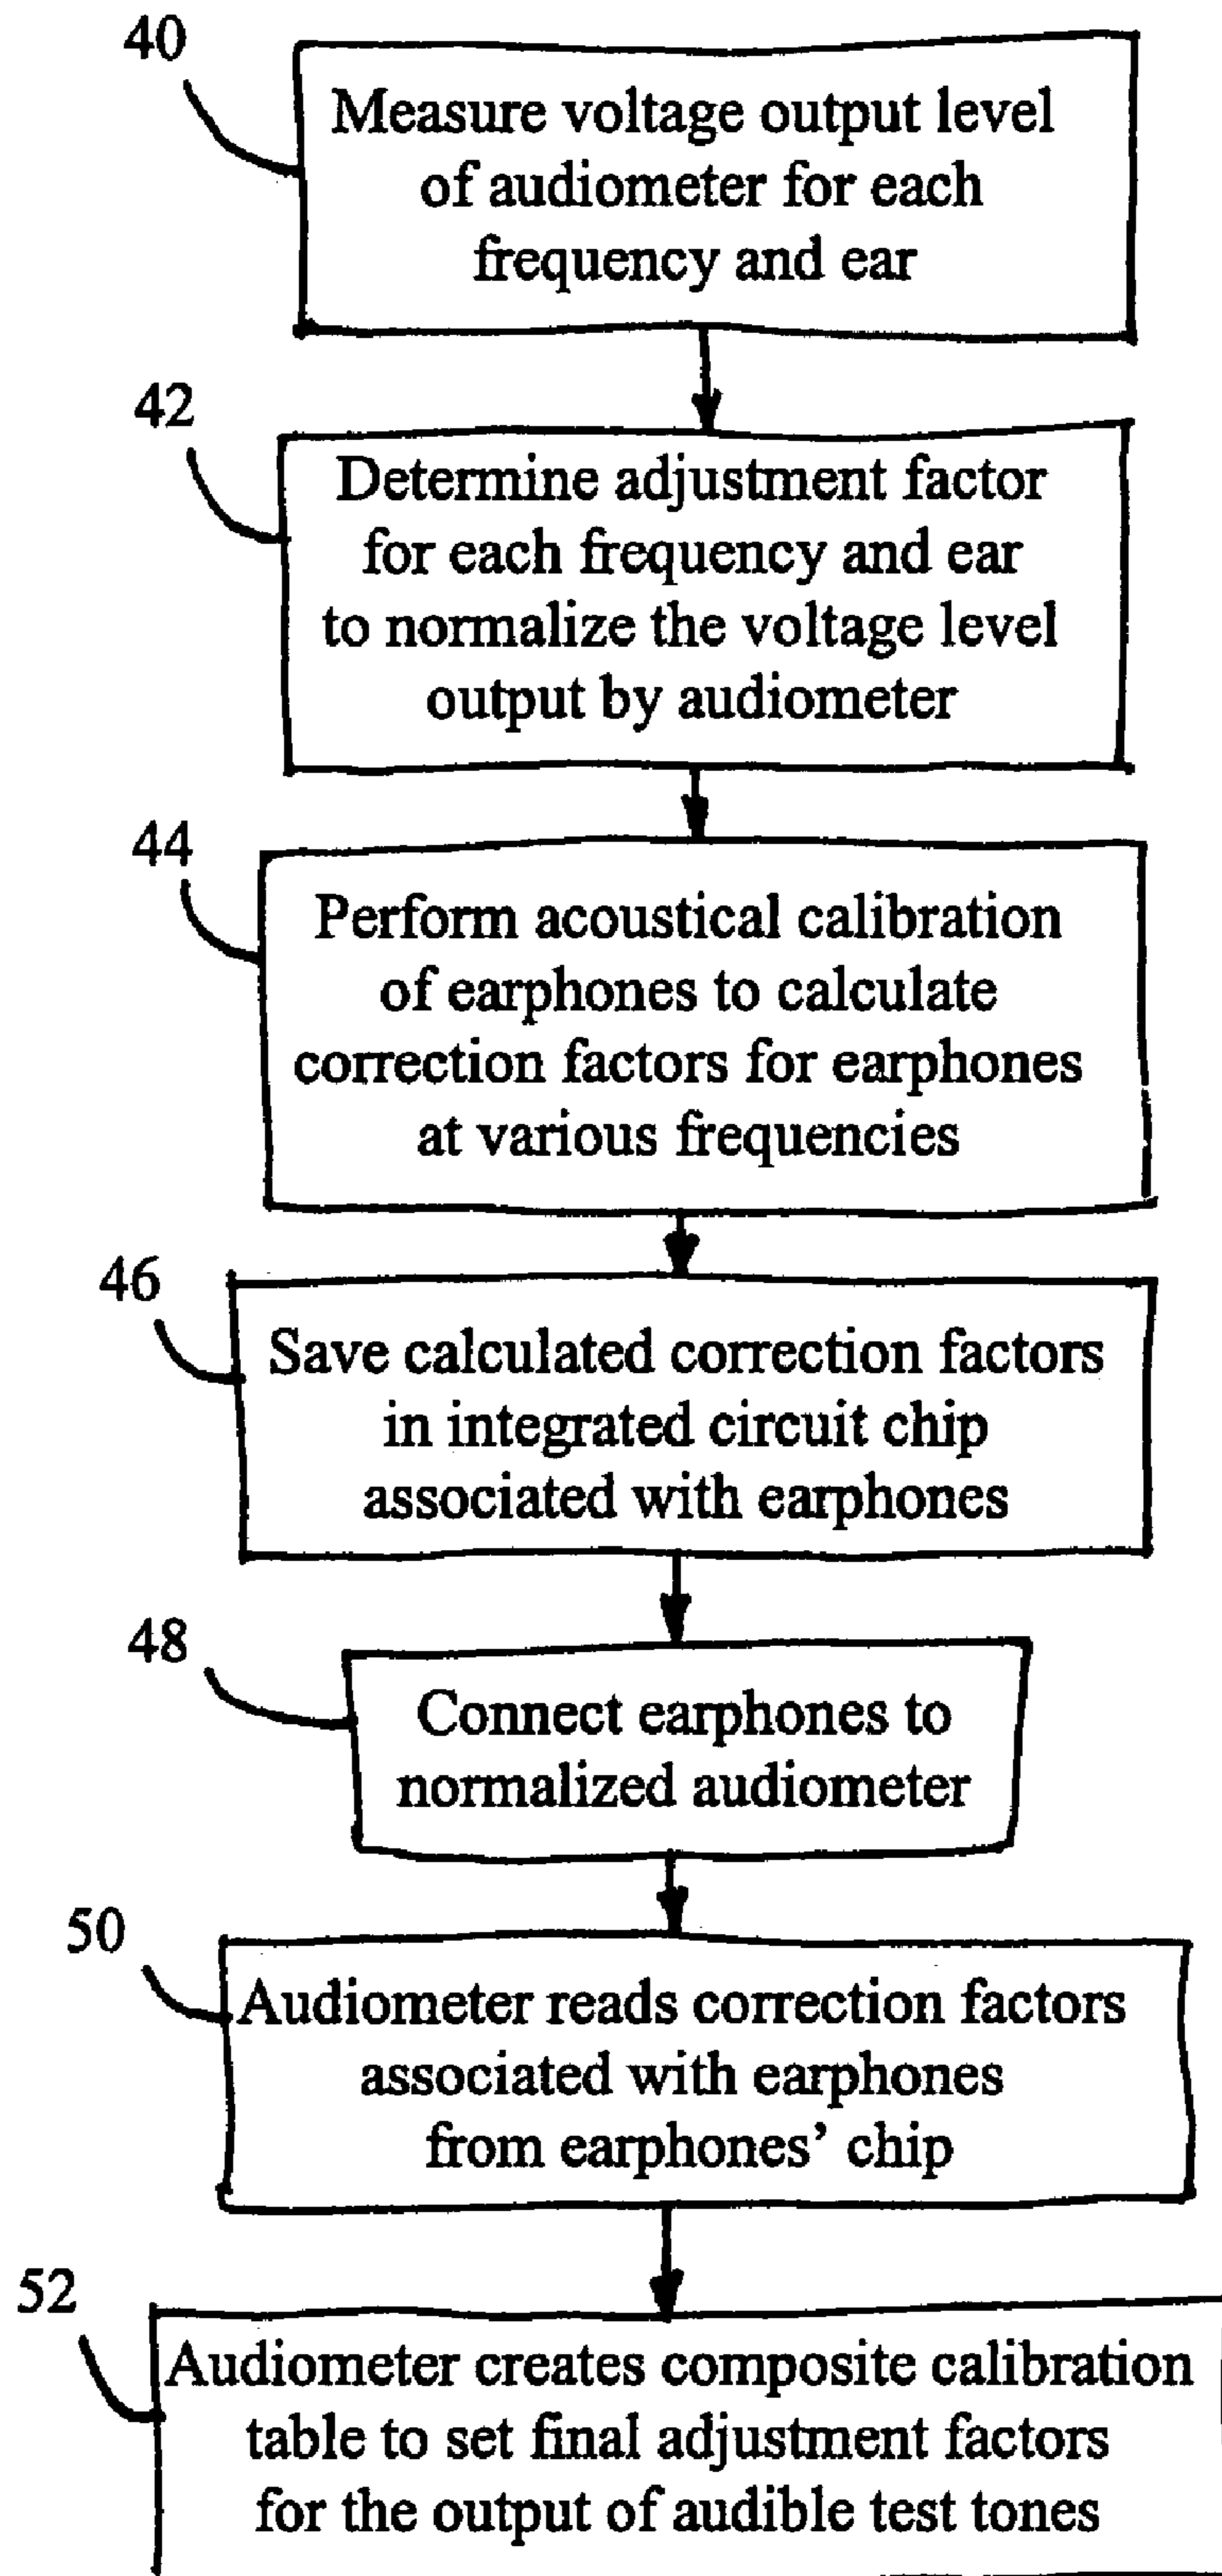 40
Measure voltage output level
of audiometer for each
frequency and ear
42
Determine adjustment factor
for each frequency and ear
to normalize the voltage level
output by audiometer
44
Perform acoustical calibration
of earphones to calculate
correction factors for earphones
at various frequencies
46
Save calculated correction factors
in integrated circuit chip
associated with earphones
48
Connect earphones to
normalized audiometer
50
Audiometer reads correction factors
associated with earphones
from earphones’ chip
52
Audiometer creates composite calibration
table to set final adjustment factors
for the output of audible test tones